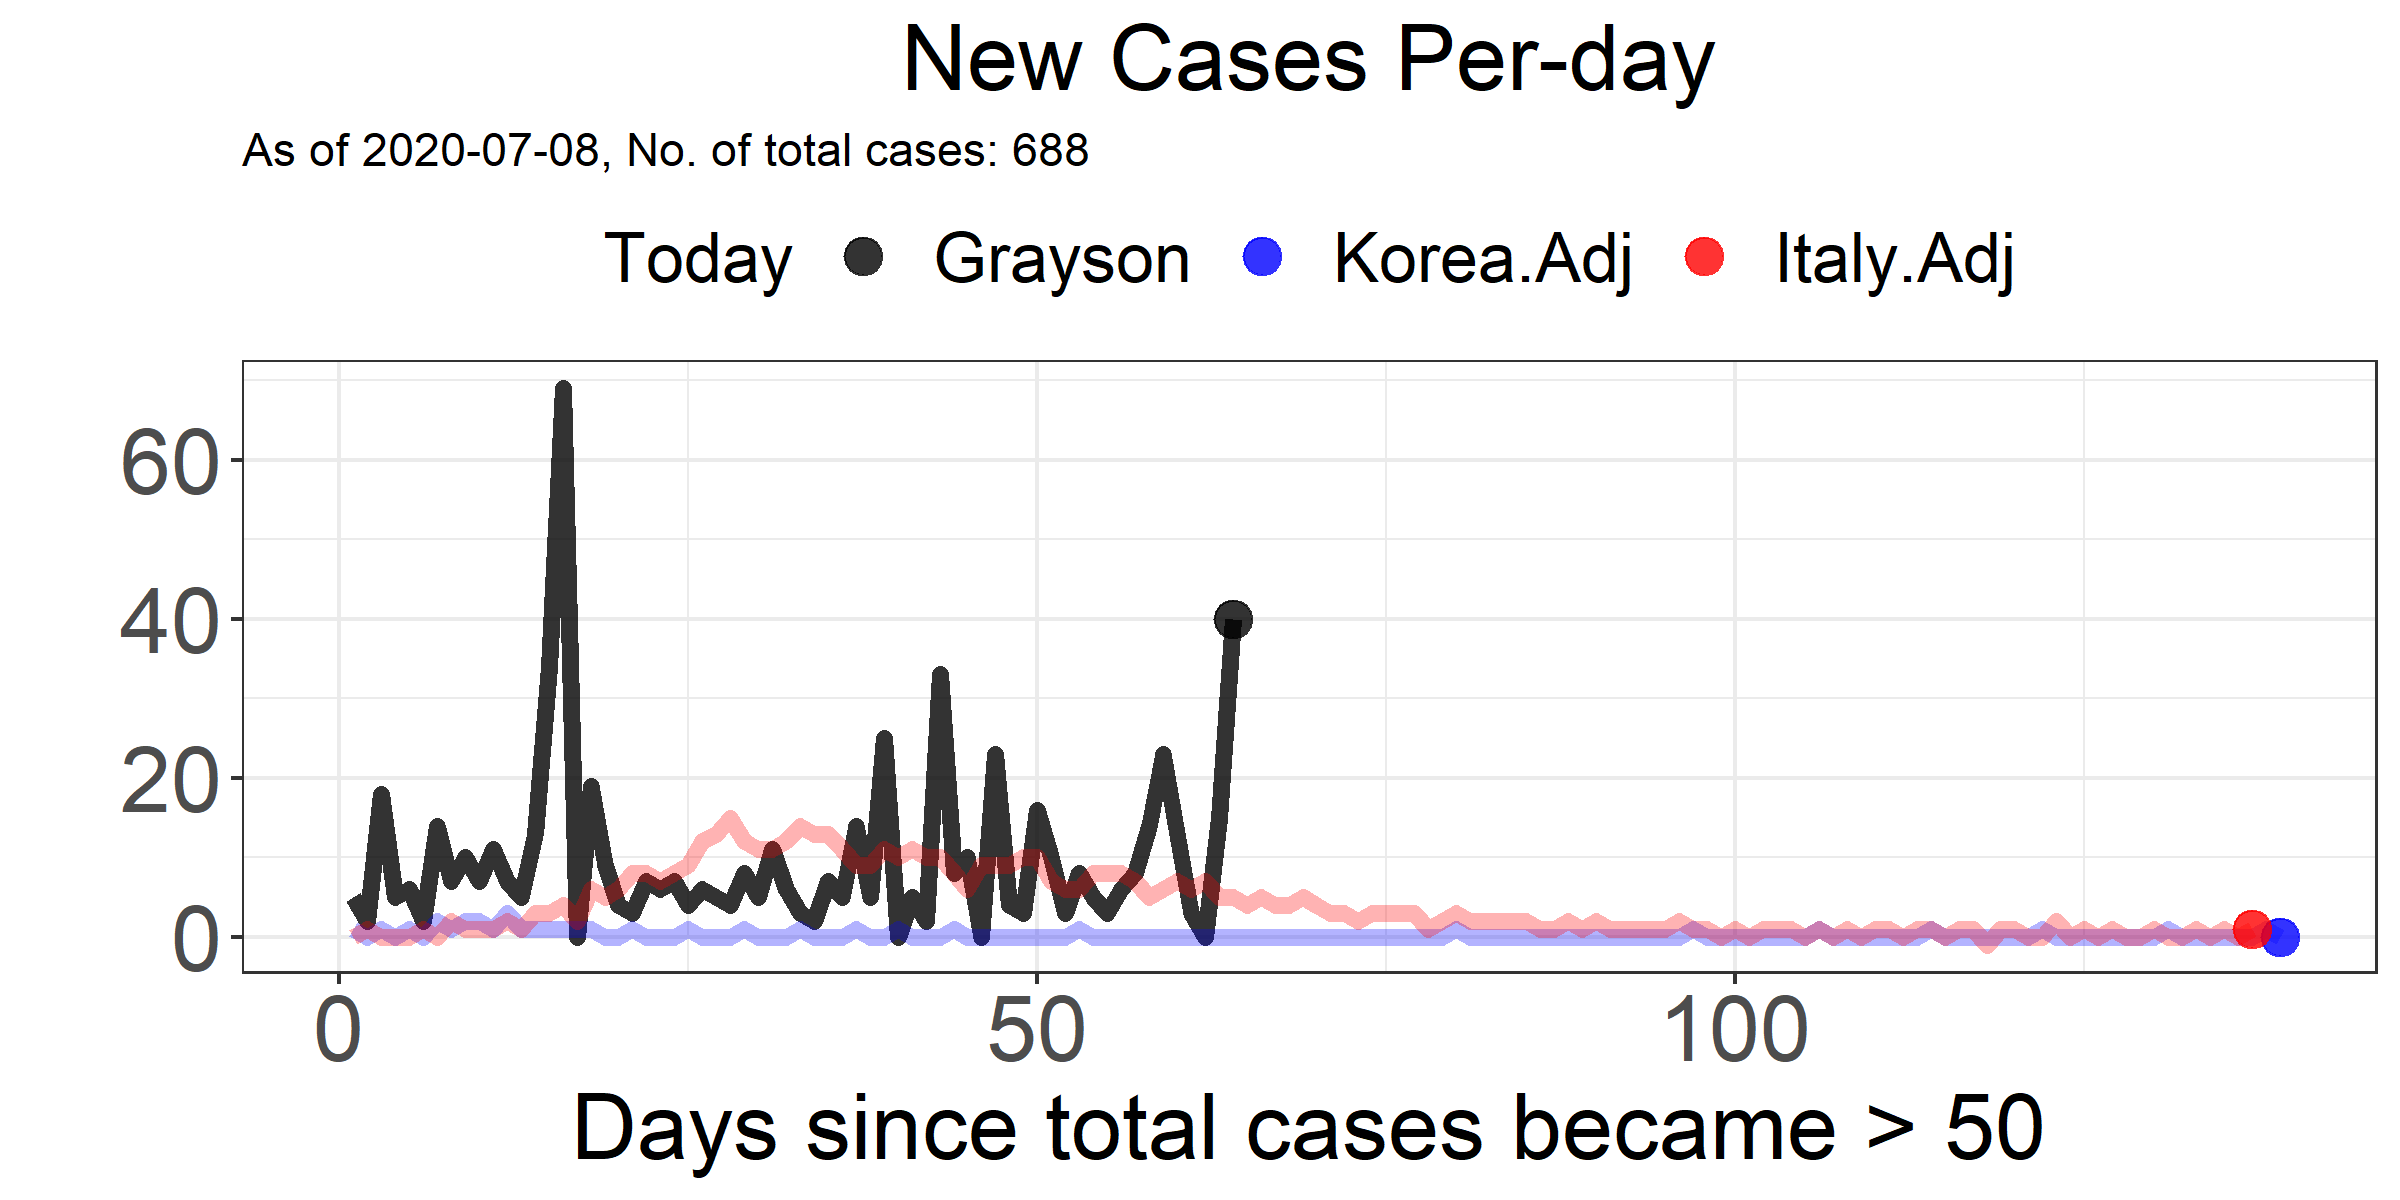 New Cases Per-day
As of 2020-07-08, No. of total cases: 688
Today Grayson Korea.Adj Italy.Adj
60
40
20
0
0 50 100
Days since total cases became > 50